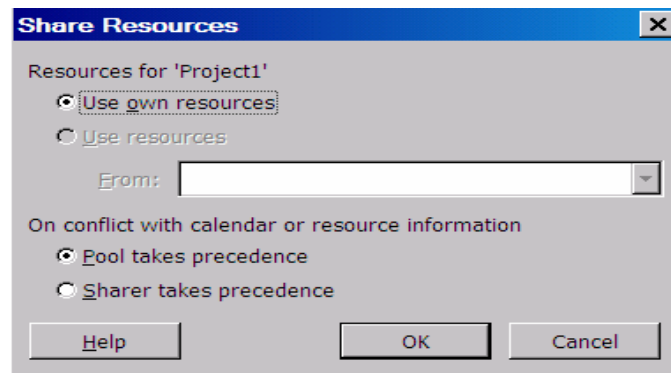 Share Resources
Resources for 'Project1'
Use own resources
Use resources
From:
On conflict with calendar or resource information
Pool takes precedence
Sharer takes precedence
Help OK Cancel